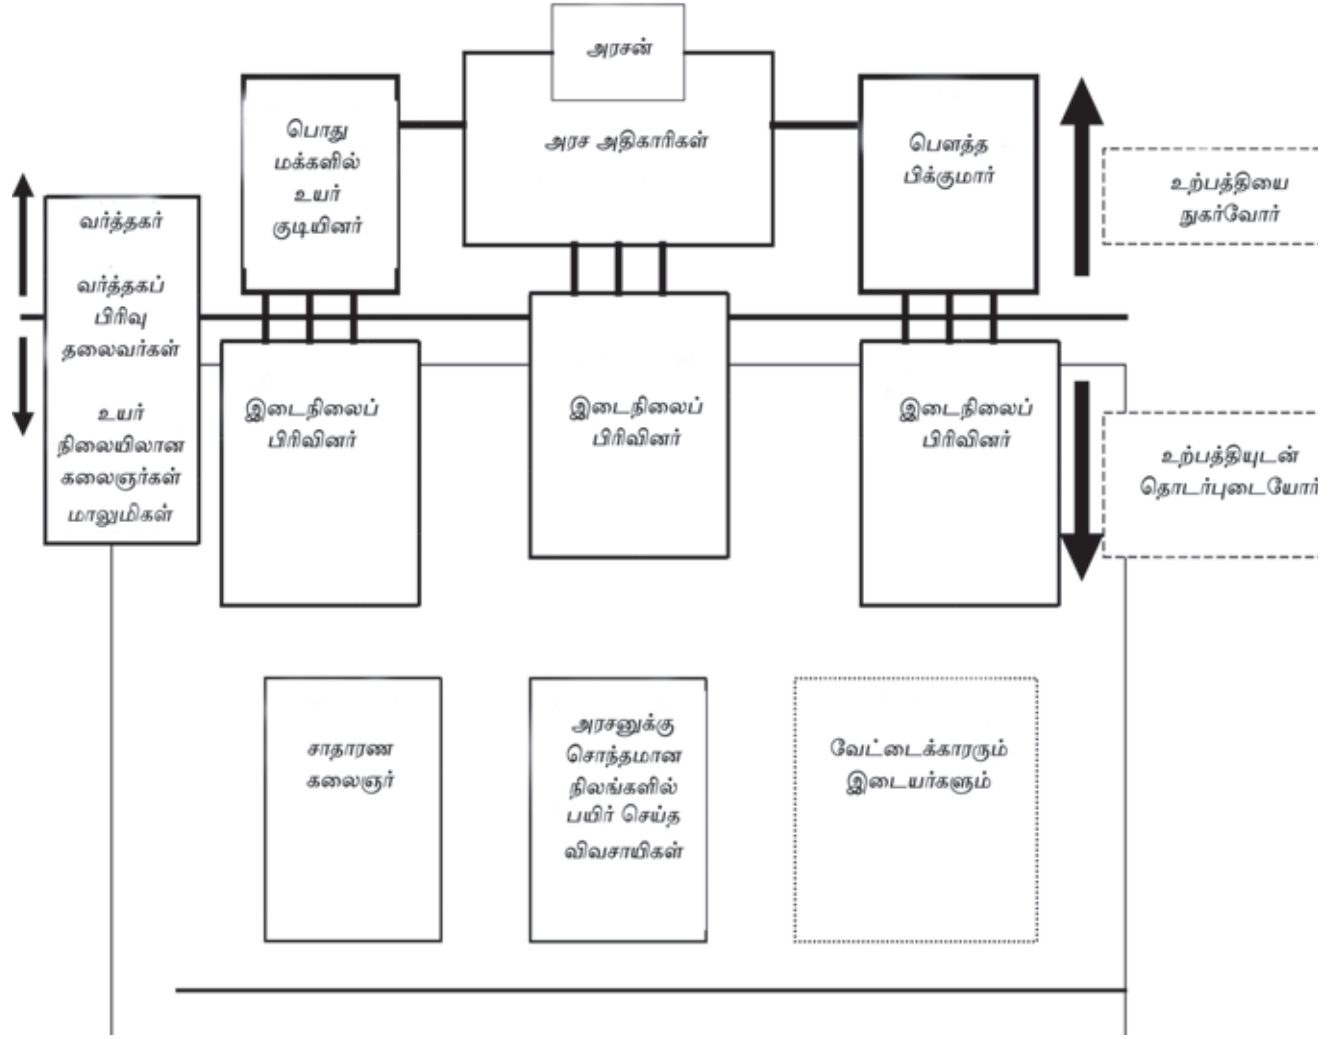 அரசன்
அரச அதிகாரிகள்
பொது
மக்களில்
உயர்
குடியினர்
பௌத்த
பிக்குமார்
உற்பத்தியை
நுகர்வோர்
வர்த்தகர்
வர்த்தகப்
பிரிவு
தலைவர்கள்
உயர்
நிலையிலான
கலைஞர்கள்
மாலுமிகள்
இடைநிலைப்
பிரிவினர்
இடைநிலைப்
பிரிவினர்
இடைநிலைப்
பிரிவினர்
உற்பத்தியுடன்
தொடர்புடையோர்
சாதாரண
கலைஞர்
அரசனுக்கு
சொந்தமான
நிலங்களில்
பயிர் செய்த
விவசாயிகள்
வேட்டைக்காரரும்
இடையர்களும்